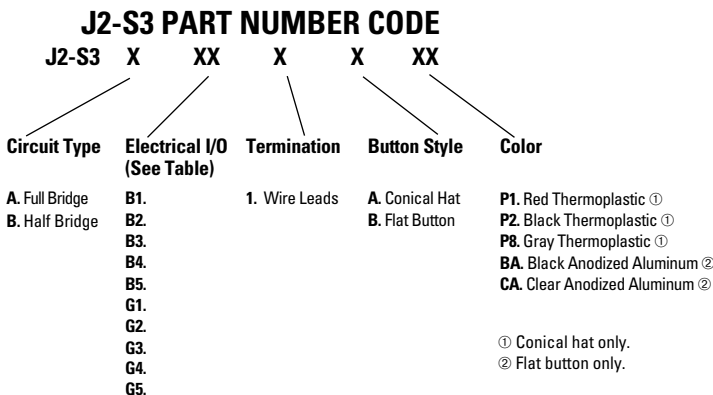 J2-S3 PART NUMBER CODE
J2-S3 X XX X X XX
Circuit Type
A. Full Bridge
B. Half Bridge
Electrical I/O
(See Table)
B1.
B2.
B3.
B4.
B5.
G1.
G2.
G3.
G4.
G5.
Termination
1. Wire Leads
Button Style
A. Conical Hat
B. Flat Button
Color
P1. Red Thermoplastic ①
P2. Black Thermoplastic ①
P8. Gray Thermoplastic ①
BA. Black Anodized Aluminum ②
CA. Clear Anodized Aluminum ②
① Conical hat only.
② Flat button only.